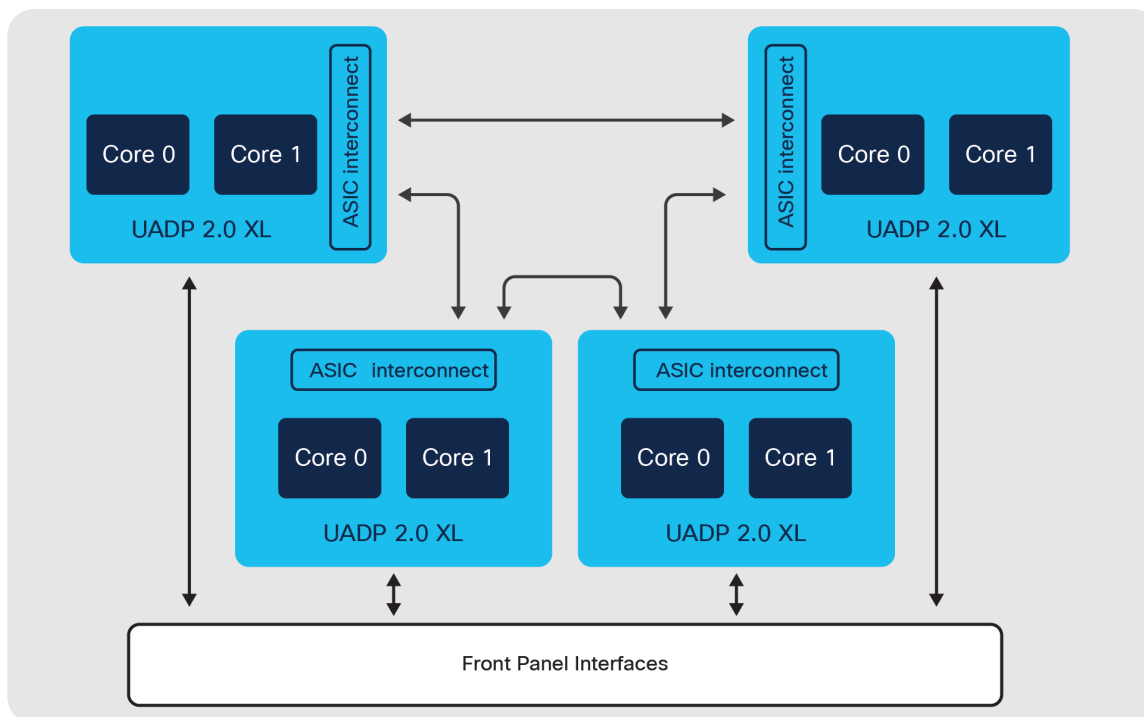 ASIC interconnect
Core 0
Core 1
UADP 2.0 XL
ASIC interconnect
Core 0
Core 1
UADP 2.0 XL
ASIC interconnect
Core 0
Core 1
UADP 2.0 XL
ASIC interconnect
Core 0
Core 1
UADP 2.0 XL
Front Panel Interfaces